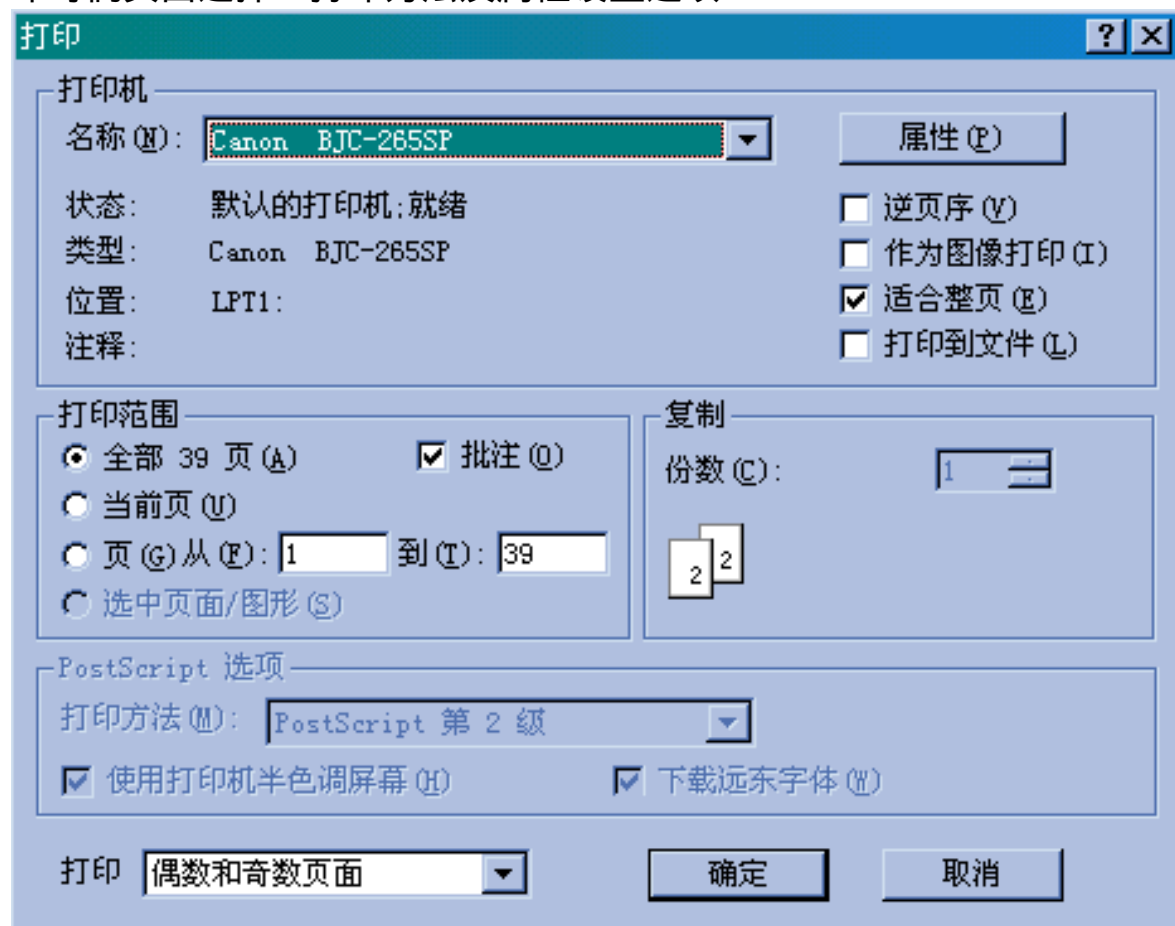 打印
打印机
名称(N): Canon BJC-265SP 属性(P)
状态: 默认的打印机;就绪 逆页序(V)
类型: Canon BJC-265SP 作为图像打印(I)
位置: LPT1: 适合整页(E)
注释: 打印到文件(L)
打印范围 复制
全部 39 页(A) 批注(O) 份数(C): 1
当前页(U)
页(G)从(F): 1 到(T): 39 2 2
选中页面/图形(S)
PostScript 选项
打印方法(M): PostScript 第 2 级
使用打印机半色调屏幕(H) 下载远东字体(W)
打印 偶数和奇数页面 确定 取消